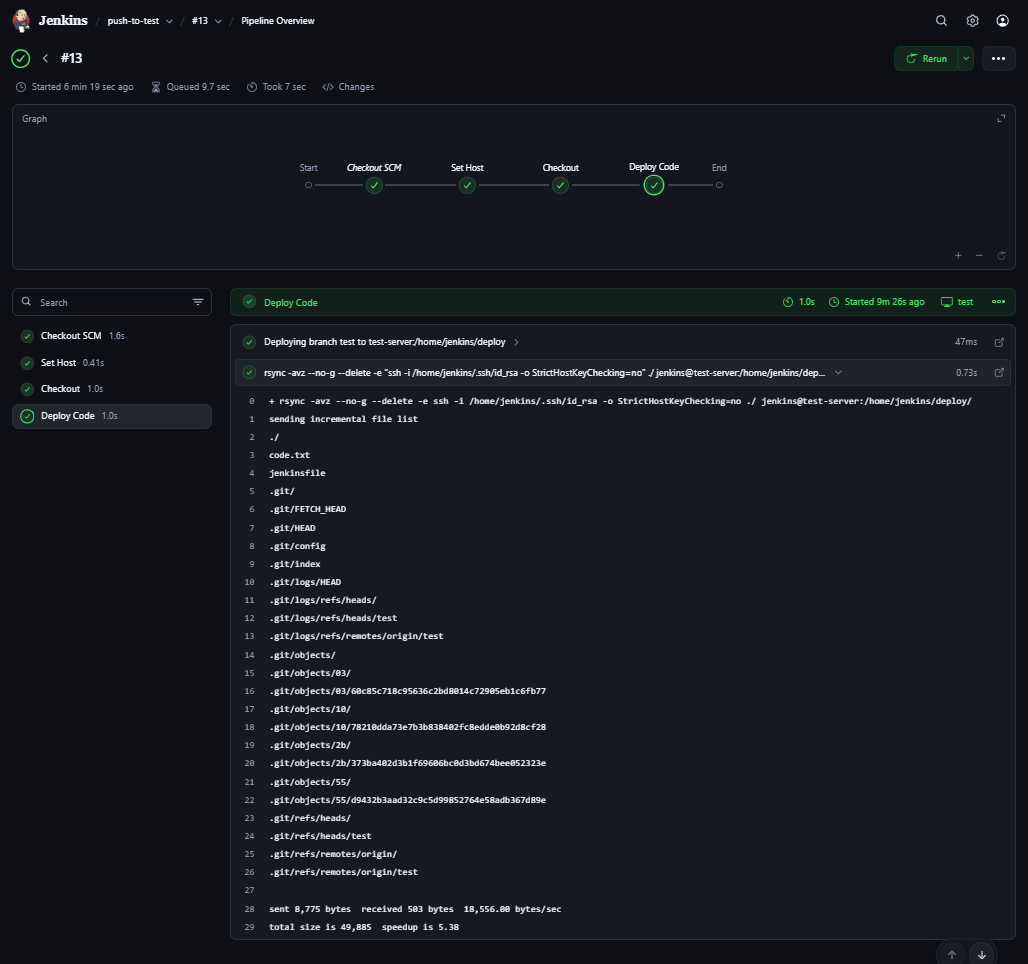 Jenkins / push-to-test / #13 / Pipeline Overview
#13
Rerun
Started 6 min 19 sec ago Queued 9.7 sec Took 7 sec Changes
Graph
Start Checkout SCM Set Host Checkout Deploy Code End
Search
Checkout SCM 1.6s
Set Host 0.41s
Checkout 1.0s
Deploy Code 1.0s
Deploy Code 1.0s Started 9m 26s ago test
Deploying branch test to test-server:/home/jenkins/deploy 47ms
rsync -avz --no-g --delete -e "ssh -i /home/jenkins/.ssh/id_rsa -o StrictHostKeyChecking=no" ./ jenkins@test-server:/home/jenkins/dep... 0.73s
0 + rsync -avz --no-g --delete -e ssh -i /home/jenkins/.ssh/id_rsa -o StrictHostKeyChecking=no ./ jenkins@test-server:/home/jenkins/deploy/
1 sending incremental file list
2 ./
3 code.txt
4 jenkinsfile
5 .git/
6 .git/FETCH_HEAD
7 .git/HEAD
8 .git/config
9 .git/index
10 .git/logs/HEAD
11 .git/logs/refs/heads/
12 .git/logs/refs/heads/test
13 .git/logs/refs/remotes/origin/test
14 .git/objects/
15 .git/objects/03/
16 .git/objects/03/60c85c718c95636c2bd8014c72905eb1c6fb77
17 .git/objects/10/
18 .git/objects/10/78210dda73e7b3b838402fc8edde0b92d8cf28
19 .git/objects/2b/
20 .git/objects/2b/373ba402d3b1f69606bc0d3bd674bee052323e
21 .git/objects/55/
22 .git/objects/55/d9432b3aad32c9c5d99852764e58adb367d89e
23 .git/refs/heads/
24 .git/refs/heads/test
25 .git/refs/remotes/origin/
26 .git/refs/remotes/origin/test
27
28 sent 8,775 bytes received 503 bytes 18,556.00 bytes/sec
29 total size is 49,885 speedup is 5.38